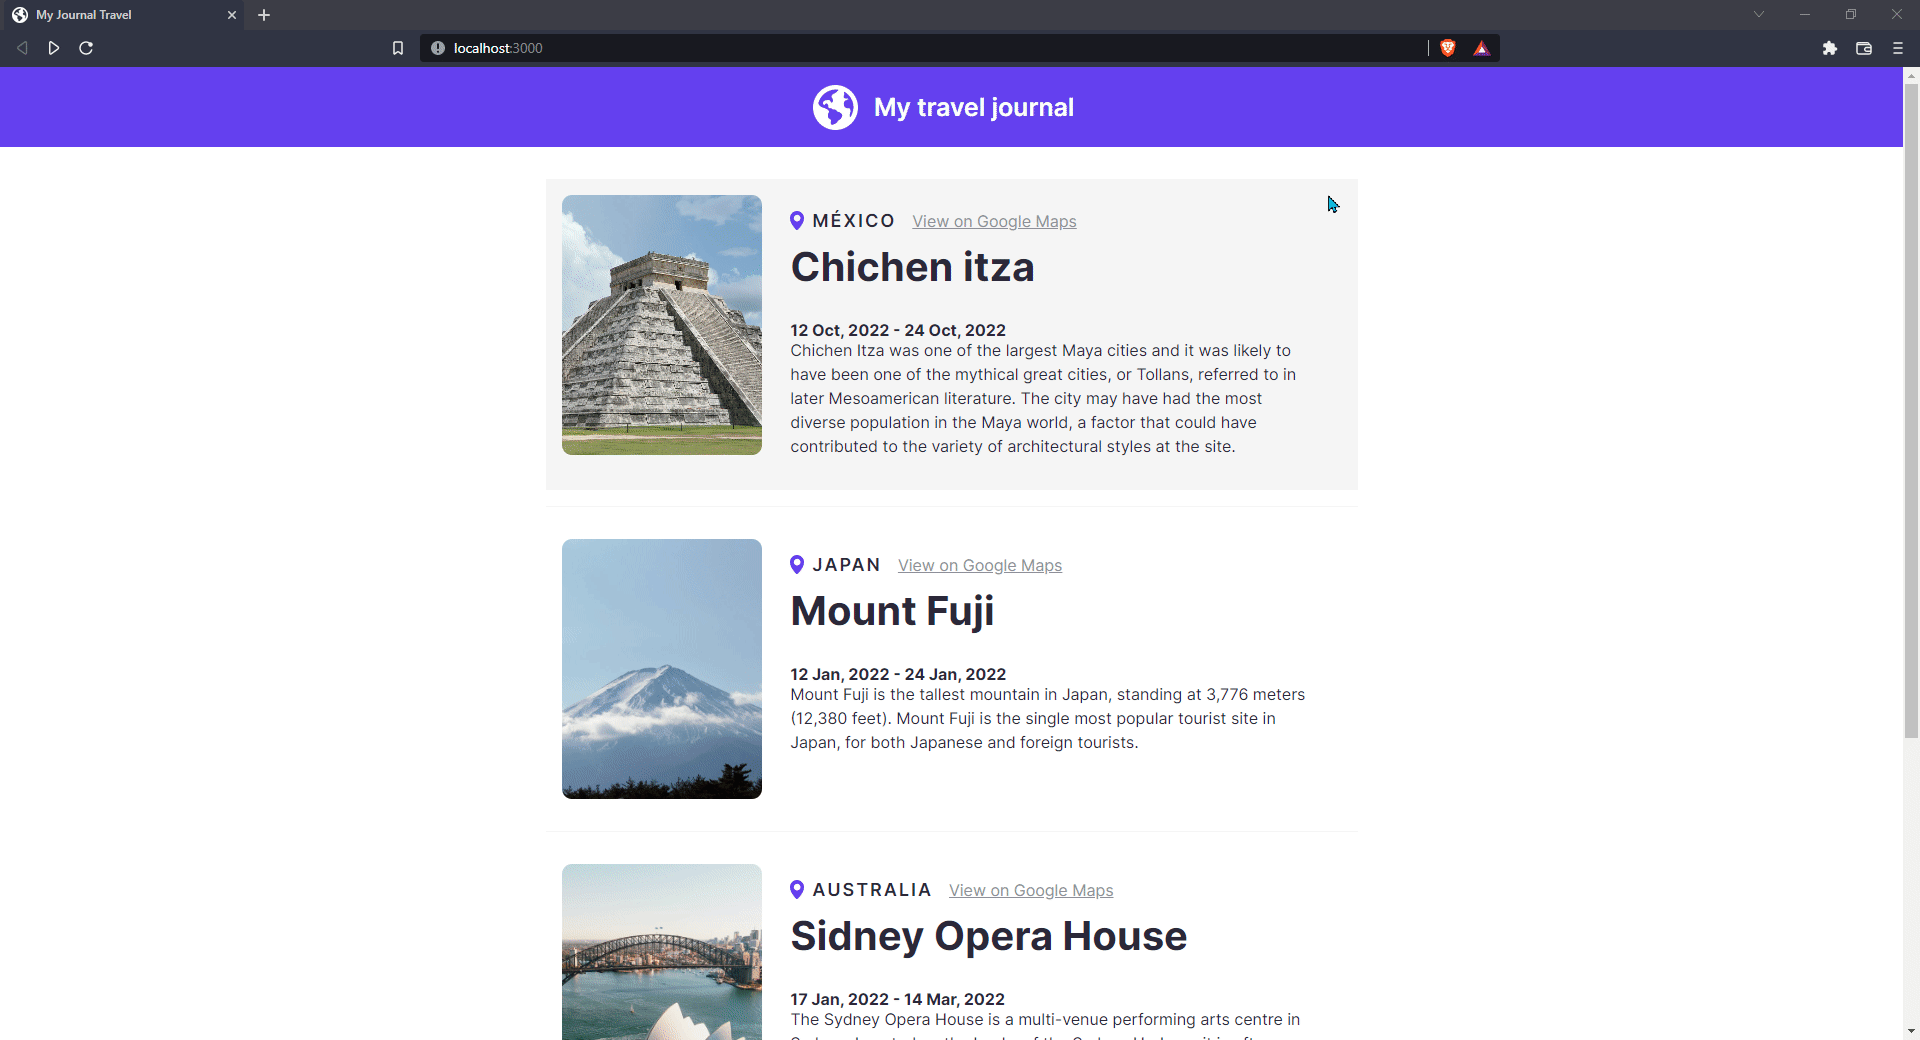 My Journal Travel
localhost:3000
My travel journal
MÉXICO View on Google Maps
Chichen itza
12 Oct, 2022 - 24 Oct, 2022
Chichen Itza was one of the largest Maya cities and it was likely to
have been one of the mythical great cities, or Tollans, referred to in
later Mesoamerican literature. The city may have had the most
diverse population in the Maya world, a factor that could have
contributed to the variety of architectural styles at the site.
JAPAN View on Google Maps
Mount Fuji
12 Jan, 2022 - 24 Jan, 2022
Mount Fuji is the tallest mountain in Japan, standing at 3,776 meters
(12,380 feet). Mount Fuji is the single most popular tourist site in
Japan, for both Japanese and foreign tourists.
AUSTRALIA View on Google Maps
Sidney Opera House
17 Jan, 2022 - 14 Mar, 2022
The Sydney Opera House is a multi-venue performing arts centre in